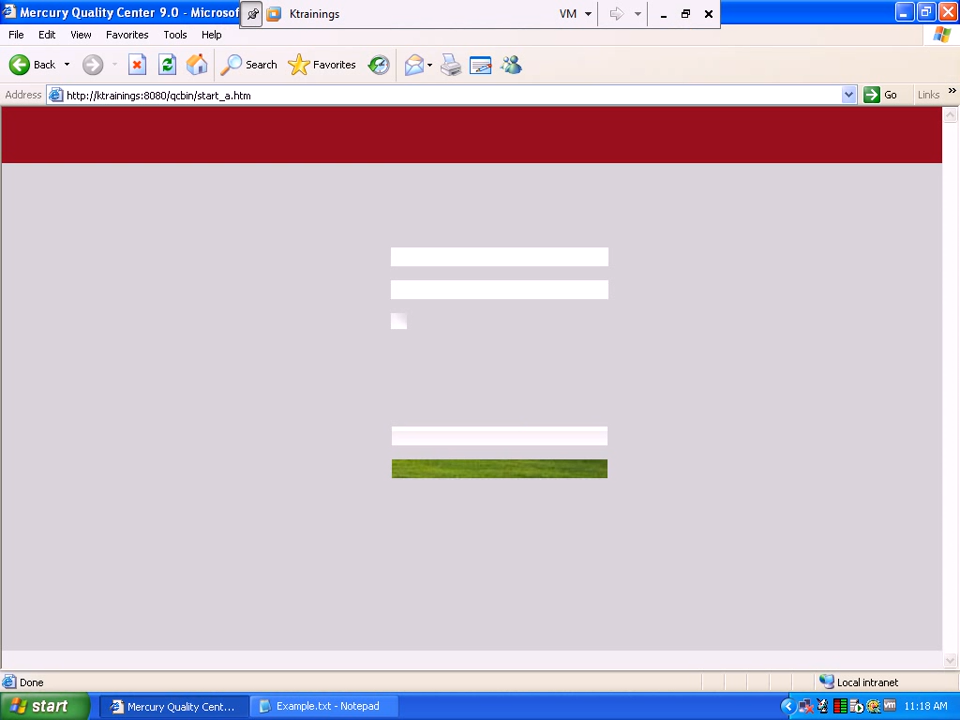 Mercury Quality Center 9.0 - Microsof
Ktrainings
VM
File Edit View Favorites Tools Help
Back Search Favorites
Address http://ktrainings:8080/qcbin/start_a.htm Go Links »
Done Local intranet
start Mercury Quality Cent... Example.txt - Notepad 11:18 AM